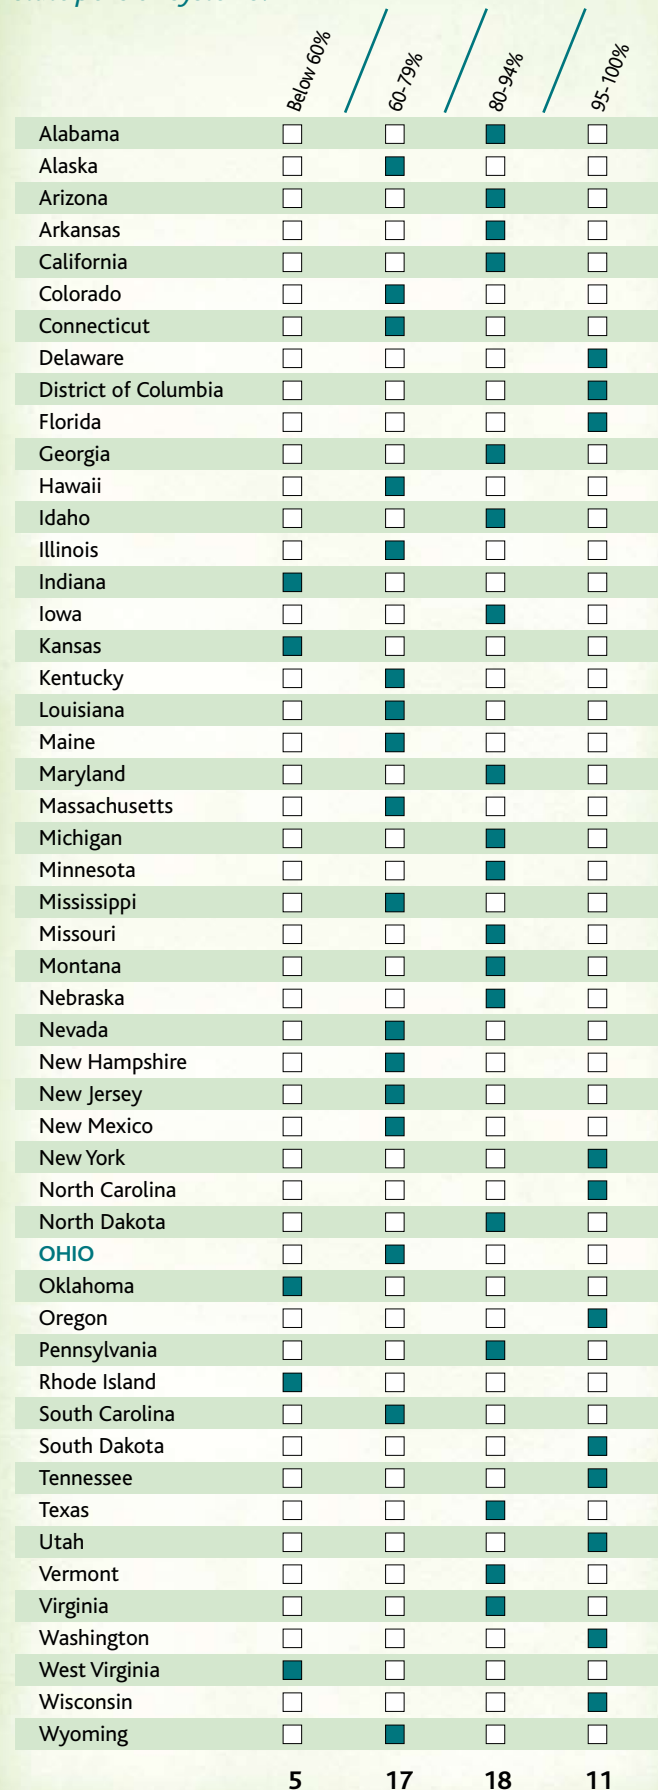 Below 60%
60-79%
80-94%
95-100%
Alabama
Alaska
Arizona
Arkansas
California
Colorado
Connecticut
Delaware
District of Columbia
Florida
Georgia
Hawaii
Idaho
Illinois
Indiana
Iowa
Kansas
Kentucky
Louisiana
Maine
Maryland
Massachusetts
Michigan
Minnesota
Mississippi
Missouri
Montana
Nebraska
Nevada
New Hampshire
New Jersey
New Mexico
New York
North Carolina
North Dakota
OHIO
Oklahoma
Oregon
Pennsylvania
Rhode Island
South Carolina
South Dakota
Tennessee
Texas
Utah
Vermont
Virginia
Washington
West Virginia
Wisconsin
Wyoming
5 17 18 11